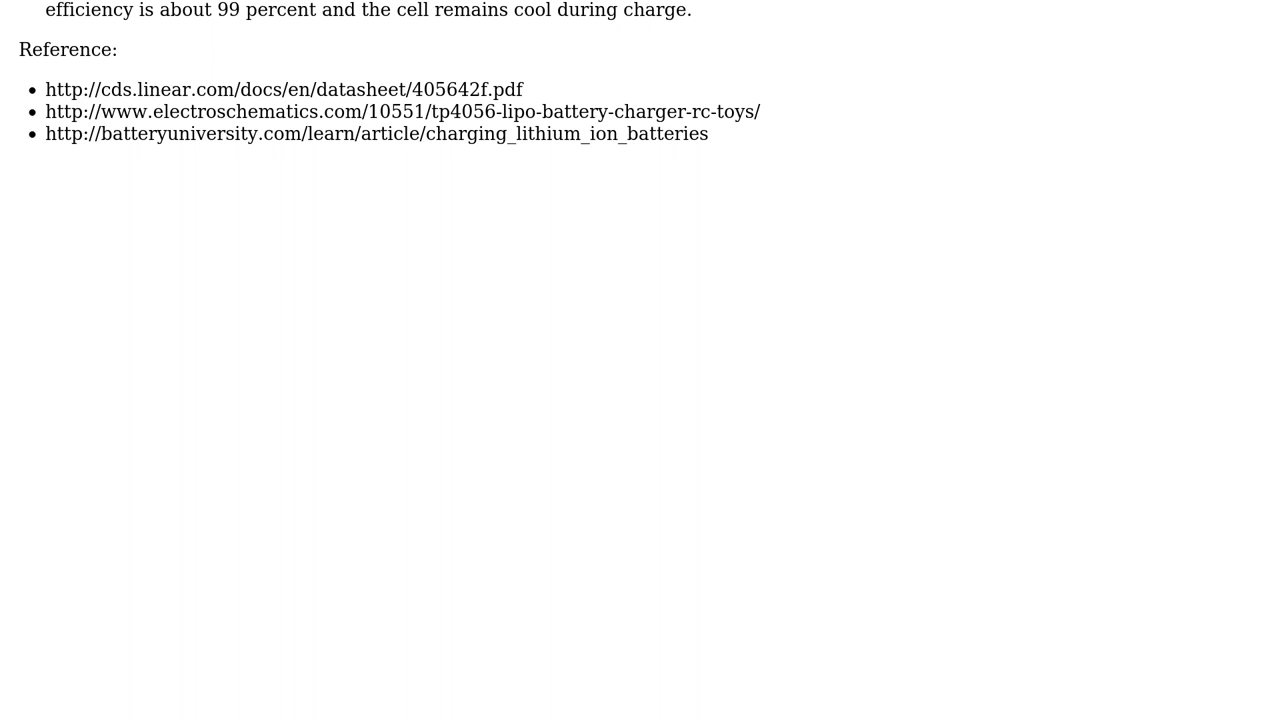 efficiency is about 99 percent and the cell remains cool during charge.
Reference:
• http://cds.linear.com/docs/en/datasheet/405642f.pdf
• http://www.electroschematics.com/10551/tp4056-lipo-battery-charger-rc-toys/
• http://batteryuniversity.com/learn/article/charging_lithium_ion_batteries